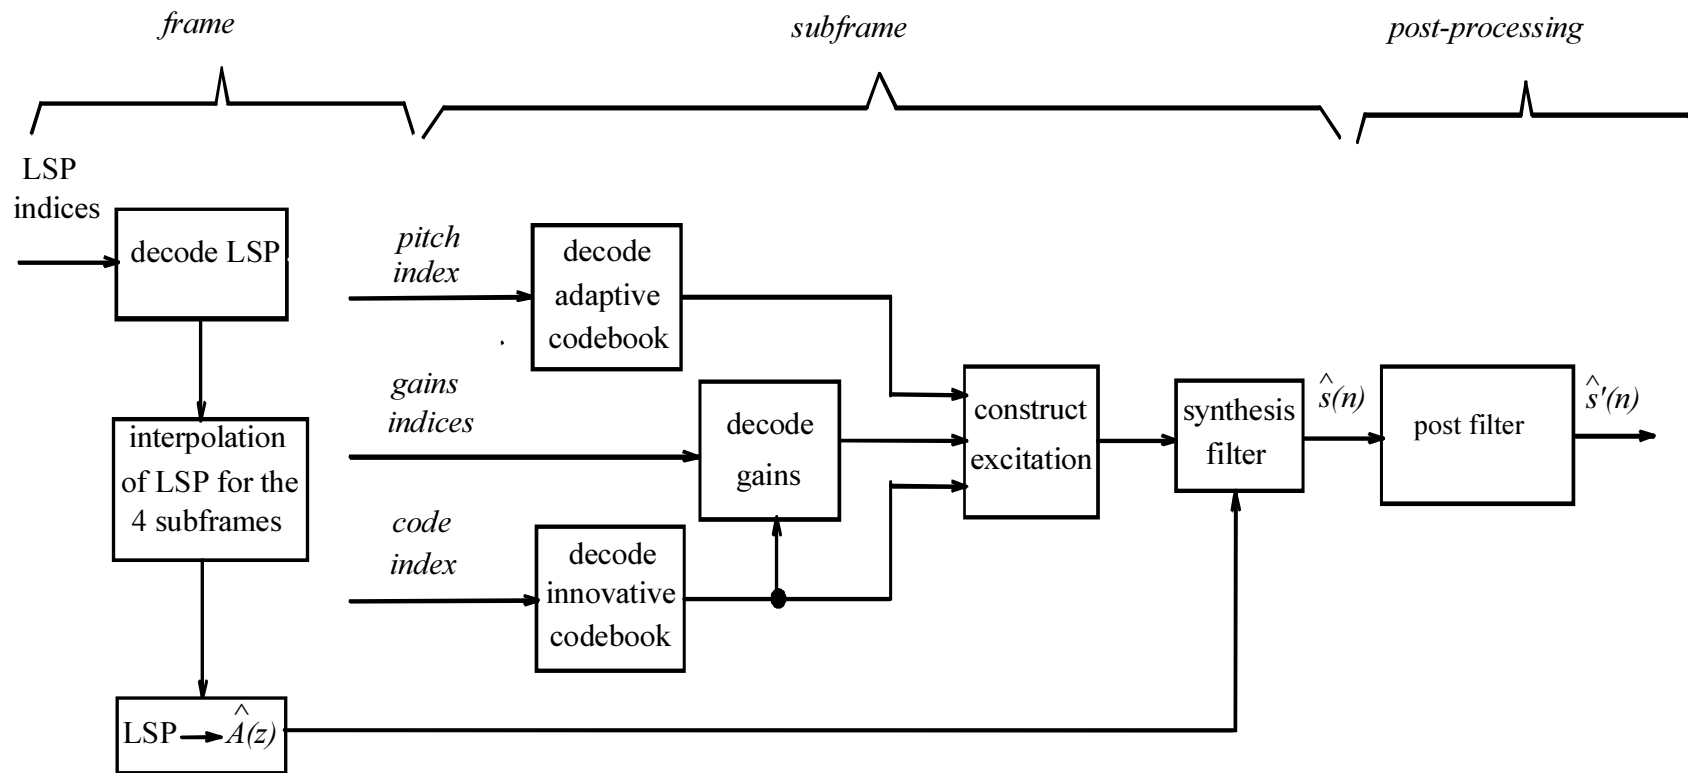 frame
subframe
post-processing
LSP
indices
decode LSP
interpolation
of LSP for the
4 subframes
LSP → Â(z)
pitch
index
decode
adaptive
codebook
gains
indices
decode
gains
code
index
decode
innovative
codebook
construct
excitation
synthesis
filter
ŝ(n)
post filter
ŝ'(n)